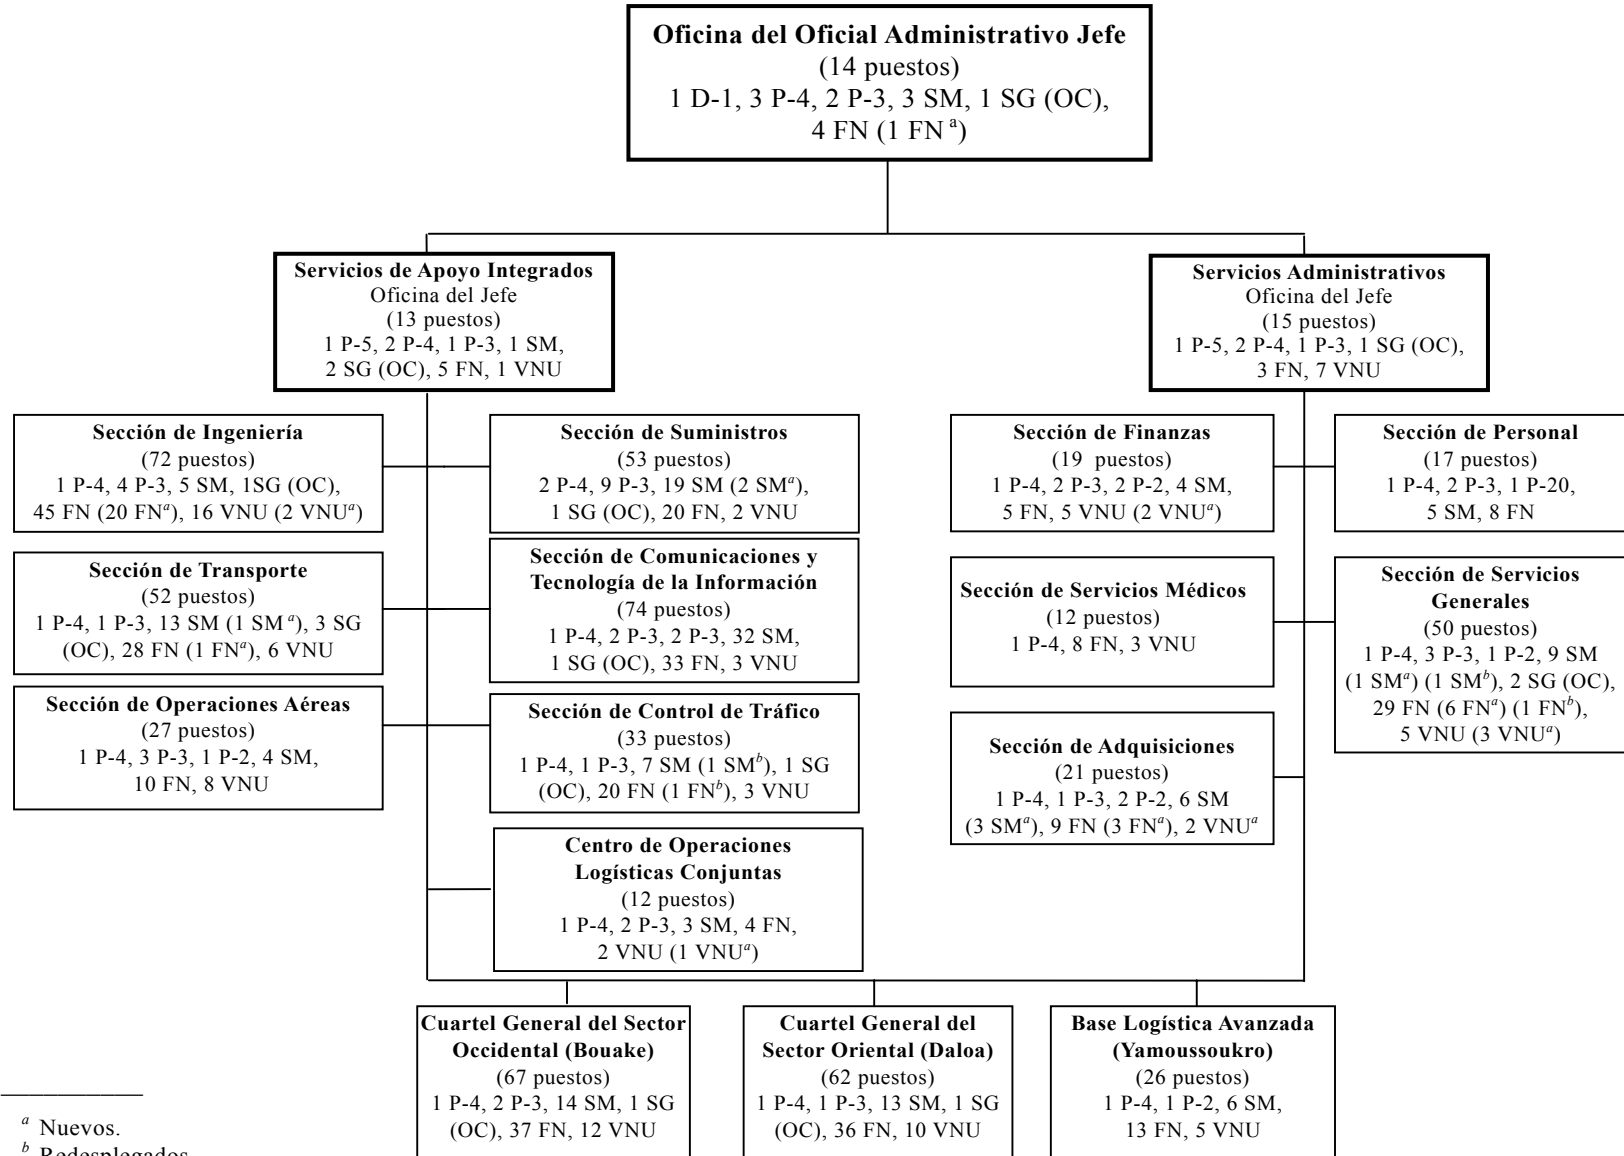 Oficina del Oficial Administrativo Jefe
(14 puestos)
1 D-1, 3 P-4, 2 P-3, 3 SM, 1 SG (OC),
4 FN (1 FN a)
Servicios de Apoyo Integrados
Oficina del Jefe
(13 puestos)
1 P-5, 2 P-4, 1 P-3, 1 SM,
2 SG (OC), 5 FN, 1 VNU
Servicios Administrativos
Oficina del Jefe
(15 puestos)
1 P-5, 2 P-4, 1 P-3, 1 SG (OC),
3 FN, 7 VNU
Sección de Ingeniería
(72 puestos)
1 P-4, 4 P-3, 5 SM, 1SG (OC),
45 FN (20 FNa), 16 VNU (2 VNUa)
Sección de Suministros
(53 puestos)
2 P-4, 9 P-3, 19 SM (2 SMa),
1 SG (OC), 20 FN, 2 VNU
Sección de Finanzas
(19 puestos)
1 P-4, 2 P-3, 2 P-2, 4 SM,
5 FN, 5 VNU (2 VNUa)
Sección de Personal
(17 puestos)
1 P-4, 2 P-3, 1 P-20,
5 SM, 8 FN
Sección de Transporte
(52 puestos)
1 P-4, 1 P-3, 13 SM (1 SM a), 3 SG
(OC), 28 FN (1 FNa), 6 VNU
Sección de Comunicaciones y
Tecnología de la Información
(74 puestos)
1 P-4, 2 P-3, 2 P-3, 32 SM,
1 SG (OC), 33 FN, 3 VNU
Sección de Servicios Médicos
(12 puestos)
1 P-4, 8 FN, 3 VNU
Sección de Servicios
Generales
(50 puestos)
1 P-4, 3 P-3, 1 P-2, 9 SM
(1 SMa) (1 SMb), 2 SG (OC),
29 FN (6 FNa) (1 FNb),
5 VNU (3 VNUa)
Sección de Operaciones Aéreas
(27 puestos)
1 P-4, 3 P-3, 1 P-2, 4 SM,
10 FN, 8 VNU
Sección de Control de Tráfico
(33 puestos)
1 P-4, 1 P-3, 7 SM (1 SMb), 1 SG
(OC), 20 FN (1 FNb), 3 VNU
Sección de Adquisiciones
(21 puestos)
1 P-4, 1 P-3, 2 P-2, 6 SM
(3 SMa), 9 FN (3 FNa), 2 VNUa
Centro de Operaciones
Logísticas Conjuntas
(12 puestos)
1 P-4, 2 P-3, 3 SM, 4 FN,
2 VNU (1 VNUa)
Cuartel General del Sector
Occidental (Bouake)
(67 puestos)
1 P-4, 2 P-3, 14 SM, 1 SG
(OC), 37 FN, 12 VNU
Cuartel General del
Sector Oriental (Daloa)
(62 puestos)
1 P-4, 1 P-3, 13 SM, 1 SG
(OC), 36 FN, 10 VNU
Base Logística Avanzada
(Yamoussoukro)
(26 puestos)
1 P-4, 1 P-2, 6 SM,
13 FN, 5 VNU
a Nuevos.
b Redesplegados